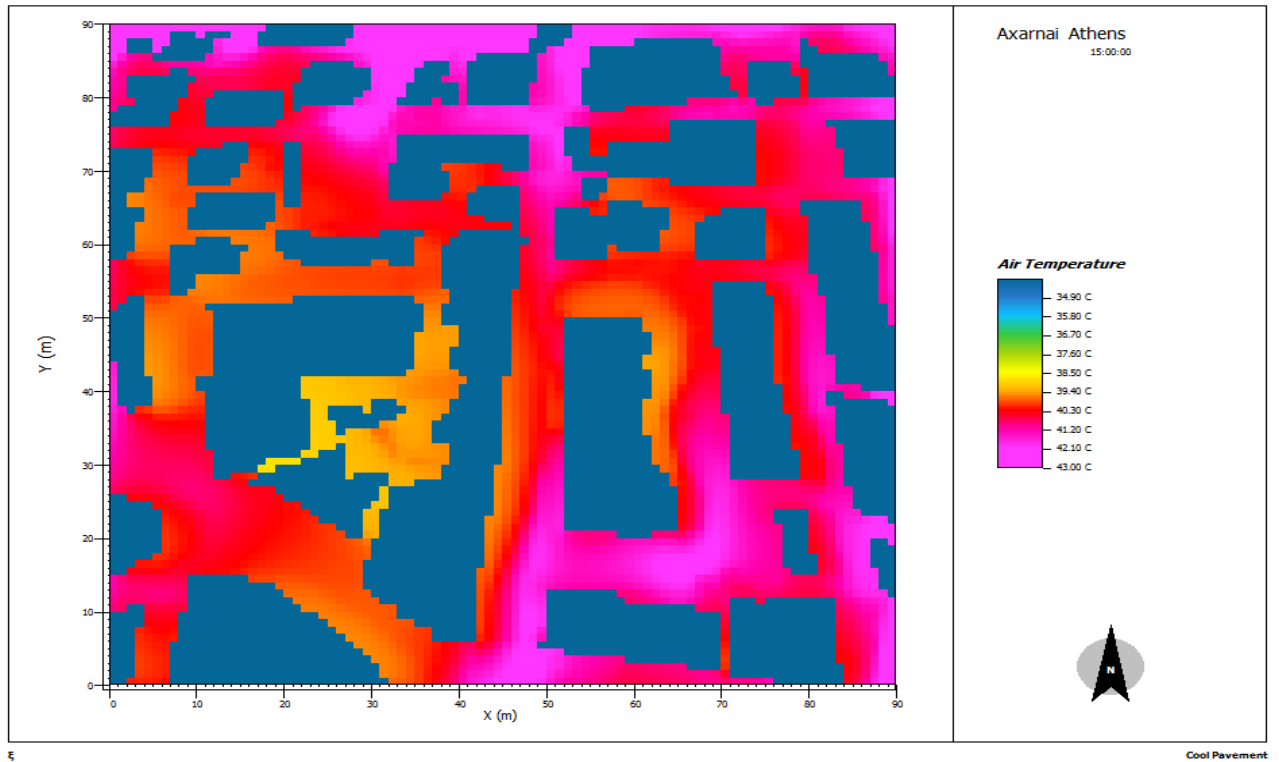 Axarnai Athens
15:00:00
90
80
70
60
50
40
30
20
10
0
Y (m)
0 10 20 30 40 50 60 70 80 90
X (m)
Air Temperature
34.90 C
35.80 C
36.70 C
37.60 C
38.50 C
39.40 C
40.30 C
41.20 C
42.10 C
43.00 C
N
ξ
Cool Pavement